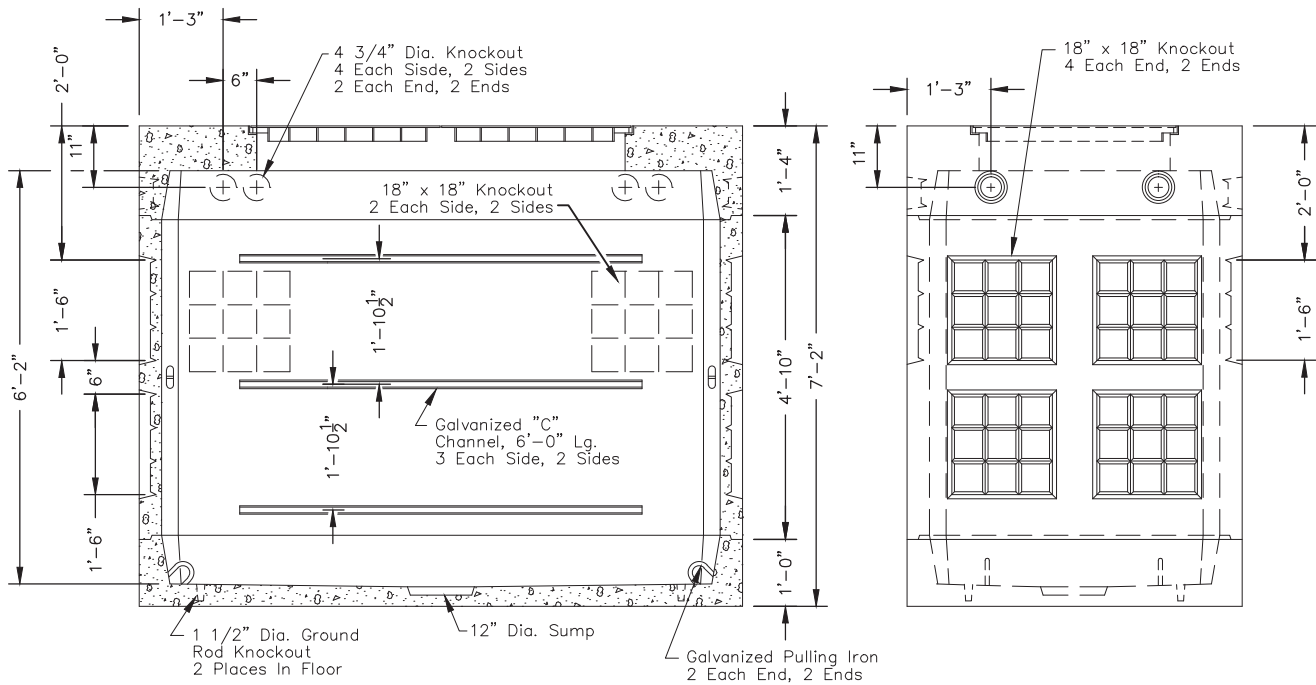 1'-3"
4 3/4" Dia. Knockout
4 Each Sisde, 2 Sides
2 Each End, 2 Ends
6"
2'-0"
11"
18" x 18" Knockout
2 Each Side, 2 Sides
1'-10 1/2"
1'-6"
6'-2"
6"
1'-10 1/2"
Galvanized "C"
Channel, 6'-0" Lg.
3 Each Side, 2 Sides
1'-6"
1 1/2" Dia. Ground
Rod Knockout
2 Places In Floor
12" Dia. Sump
Galvanized Pulling Iron
2 Each End, 2 Ends
1'-4"
4'-10"
7'-2"
1'-0"
18" x 18" Knockout
4 Each End, 2 Ends
1'-3"
11"
2'-0"
1'-6"